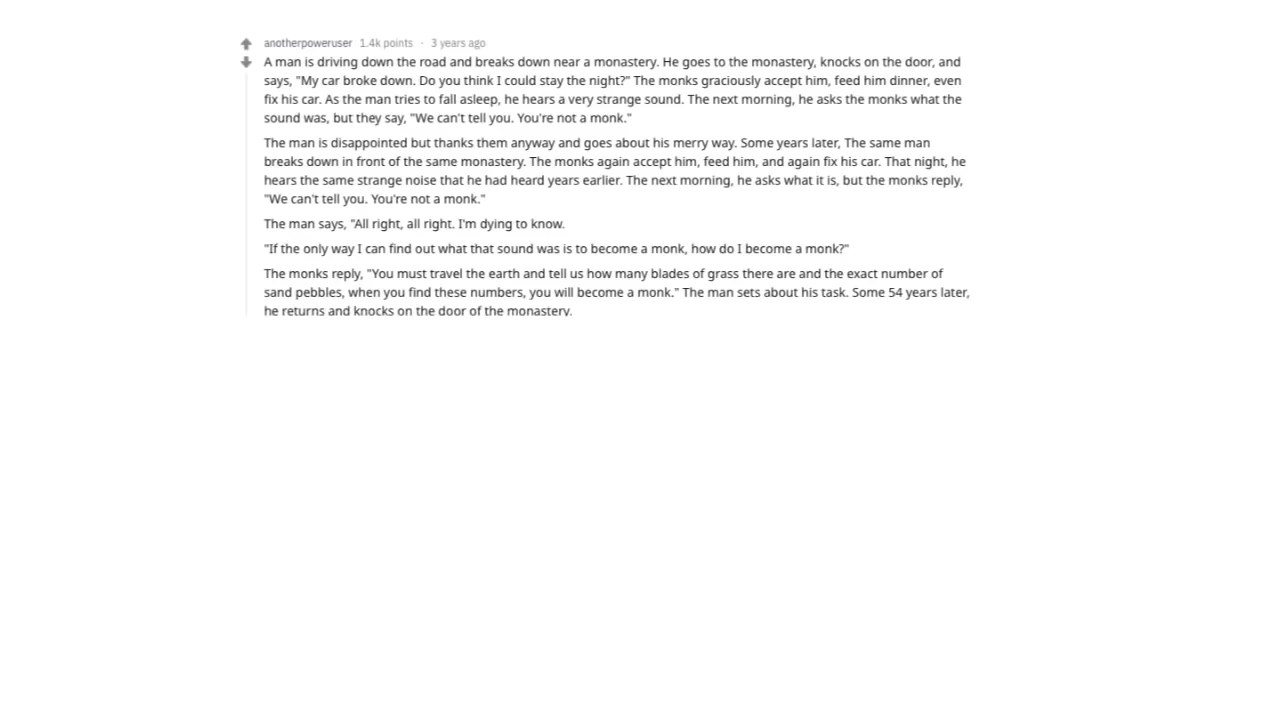 anotherpoweruser 1.4k points · 3 years ago
A man is driving down the road and breaks down near a monastery. He goes to the monastery, knocks on the door, and
says, "My car broke down. Do you think I could stay the night?" The monks graciously accept him, feed him dinner, even
fix his car. As the man tries to fall asleep, he hears a very strange sound. The next morning, he asks the monks what the
sound was, but they say, "We can't tell you. You're not a monk."
The man is disappointed but thanks them anyway and goes about his merry way. Some years later, The same man
breaks down in front of the same monastery. The monks again accept him, feed him, and again fix his car. That night, he
hears the same strange noise that he had heard years earlier. The next morning, he asks what it is, but the monks reply,
"We can't tell you. You're not a monk."
The man says, "All right, all right. I'm dying to know.
"If the only way I can find out what that sound was is to become a monk, how do I become a monk?"
The monks reply, "You must travel the earth and tell us how many blades of grass there are and the exact number of
sand pebbles, when you find these numbers, you will become a monk." The man sets about his task. Some 54 years later,
he returns and knocks on the door of the monastery.